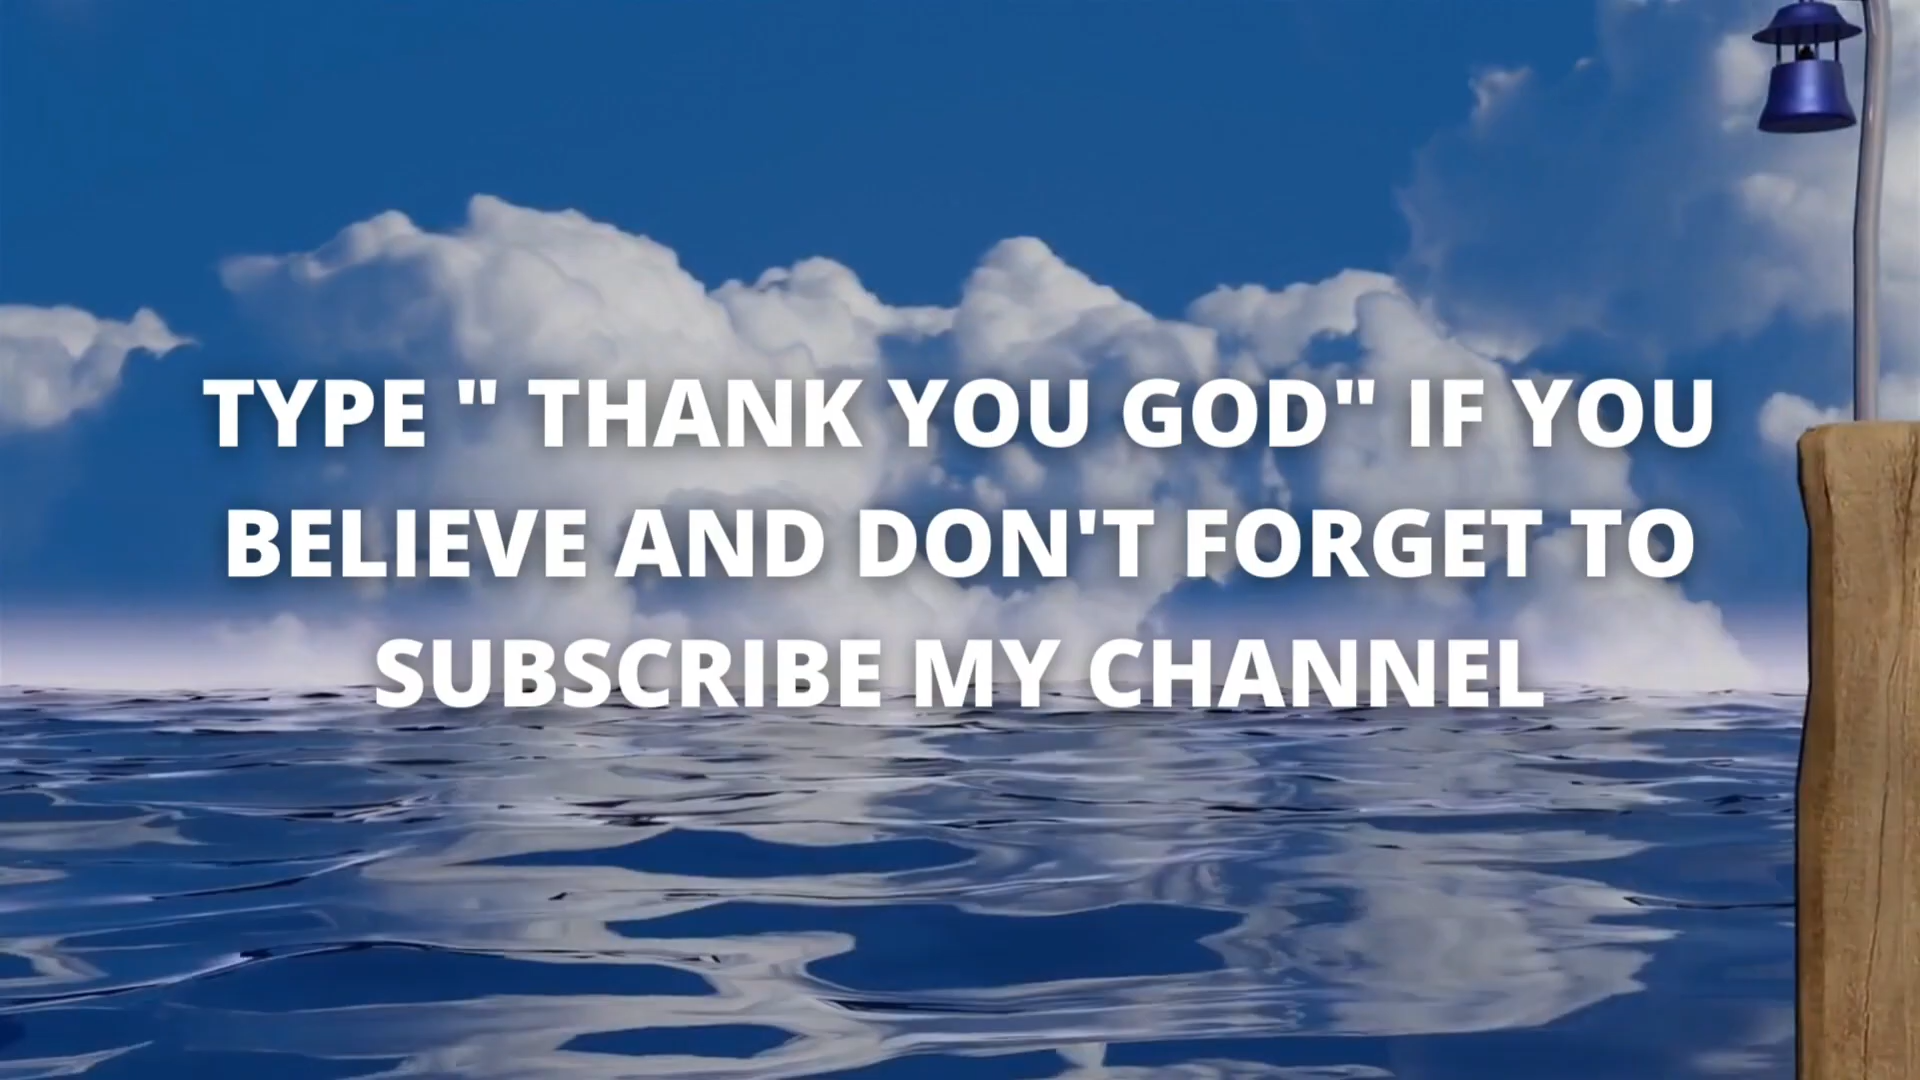 TYPE " THANK YOU GOD" IF YOU
BELIEVE AND DON'T FORGET TO
SUBSCRIBE MY CHANNEL